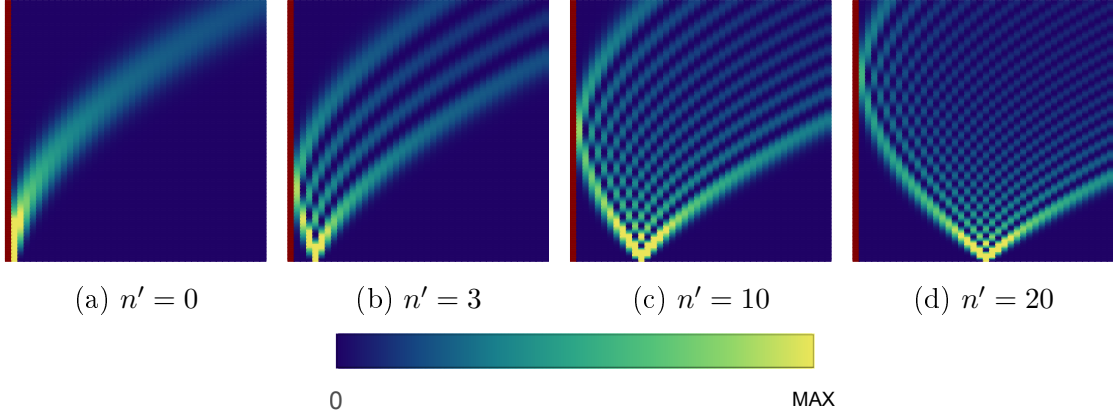 (a) n′ = 0 (b) n′ = 3 (c) n′ = 10 (d) n′ = 20
0 MAX